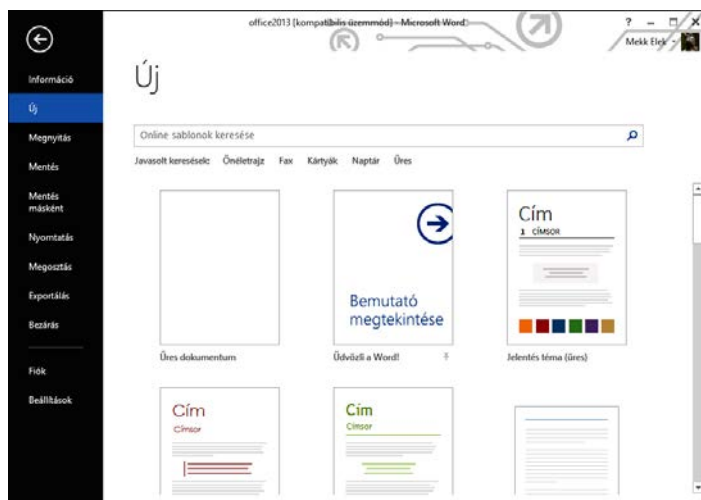 office2013 [kompatibilis üzemmód] - Microsoft Word
?
Mekk Elek
Információ
Új
Megnyitás
Mentés
Mentés
másként
Nyomtatás
Megosztás
Exportálás
Bezárás
Fiók
Beállítások
Új
Online sablonok keresése
Javasolt keresések: Önéletrajz Fax Kártyák Naptár Üres
Bemutató
megtekintése
Cím
1 CÍMSOR
Üres dokumentum
Üdvözli a Word!
Jelentés téma (üres)
Cím
Címsor
Cím
Címsor